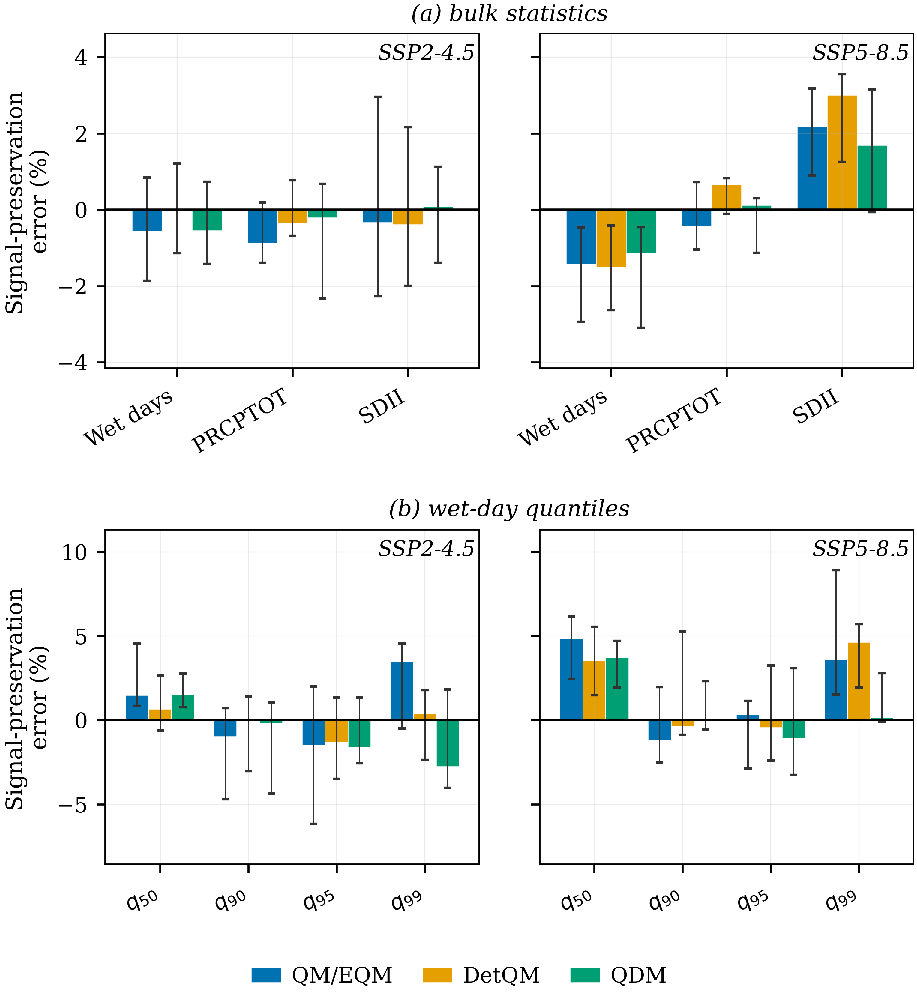 (a) bulk statistics
SSP2-4.5
SSP5-8.5
Signal-preservation
error (%)
4
2
0
−2
−4
Wet days
PRCPTOT
SDII
Wet days
PRCPTOT
SDII
(b) wet-day quantiles
SSP2-4.5
SSP5-8.5
Signal-preservation
error (%)
10
5
0
−5
q50
q90
q95
q99
q50
q90
q95
q99
QM/EQM
DetQM
QDM